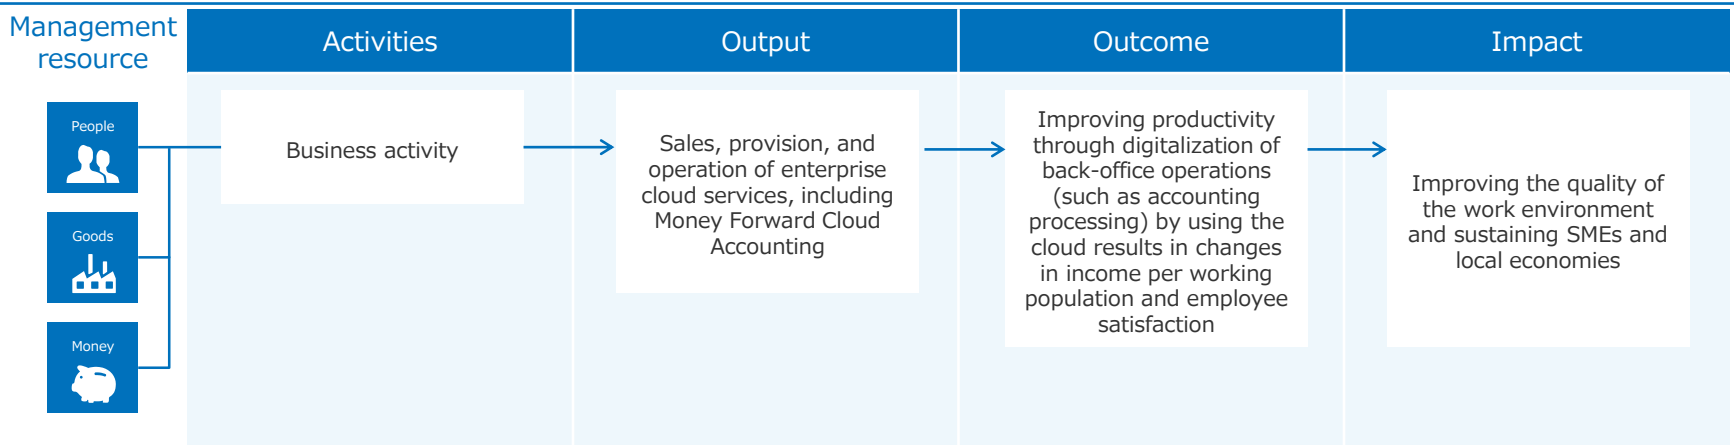 Management
resource
Activities
Output
Outcome
Impact
People
Goods
Money
Business activity
Sales, provision, and
operation of enterprise
cloud services, including
Money Forward Cloud
Accounting
Improving productivity
through digitalization of
back-office operations
(such as accounting
processing) by using the
cloud results in changes
in income per working
population and employee
satisfaction
Improving the quality of
the work environment
and sustaining SMEs and
local economies